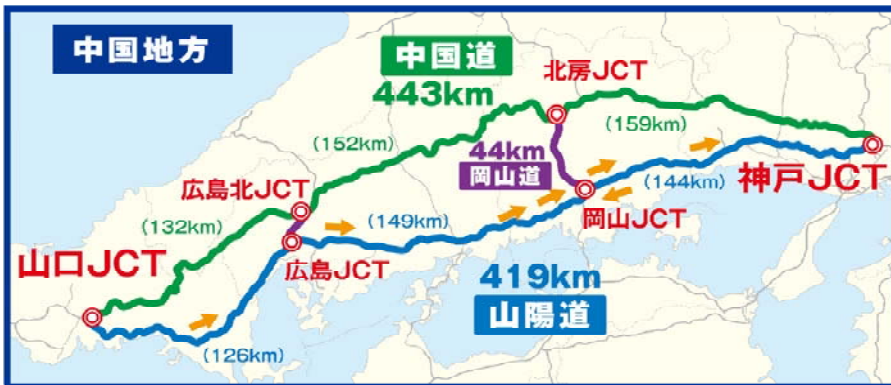 中国地方
中国道
443km
北房JCT
(152km)
(159km)
44km
岡山道
神戸JCT
(144km)
広島北JCT
(132km)
(149km)
岡山JCT
山口JCT
広島JCT
419km
山陽道
(126km)